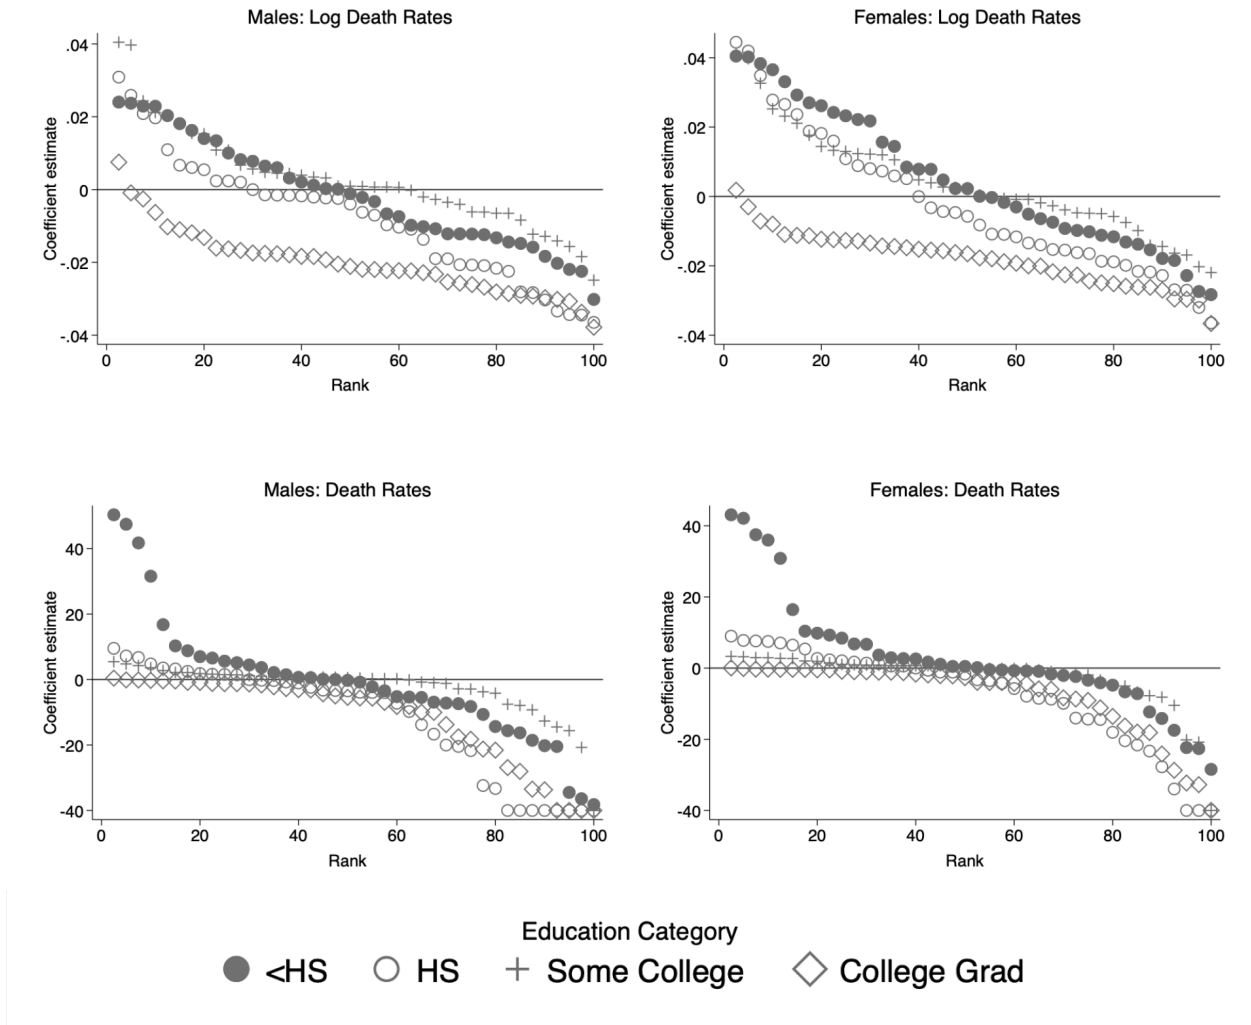 Males: Log Death Rates
Coefficient estimate
.04
.02
0
-.02
-.04
0 20 40 60 80 100
Rank
Females: Log Death Rates
Coefficient estimate
.04
.02
0
-.02
-.04
0 20 40 60 80 100
Rank
Males: Death Rates
Coefficient estimate
40
20
0
-20
-40
0 20 40 60 80 100
Rank
Females: Death Rates
Coefficient estimate
40
20
0
-20
-40
0 20 40 60 80 100
Rank
Education Category
<HS HS Some College College Grad